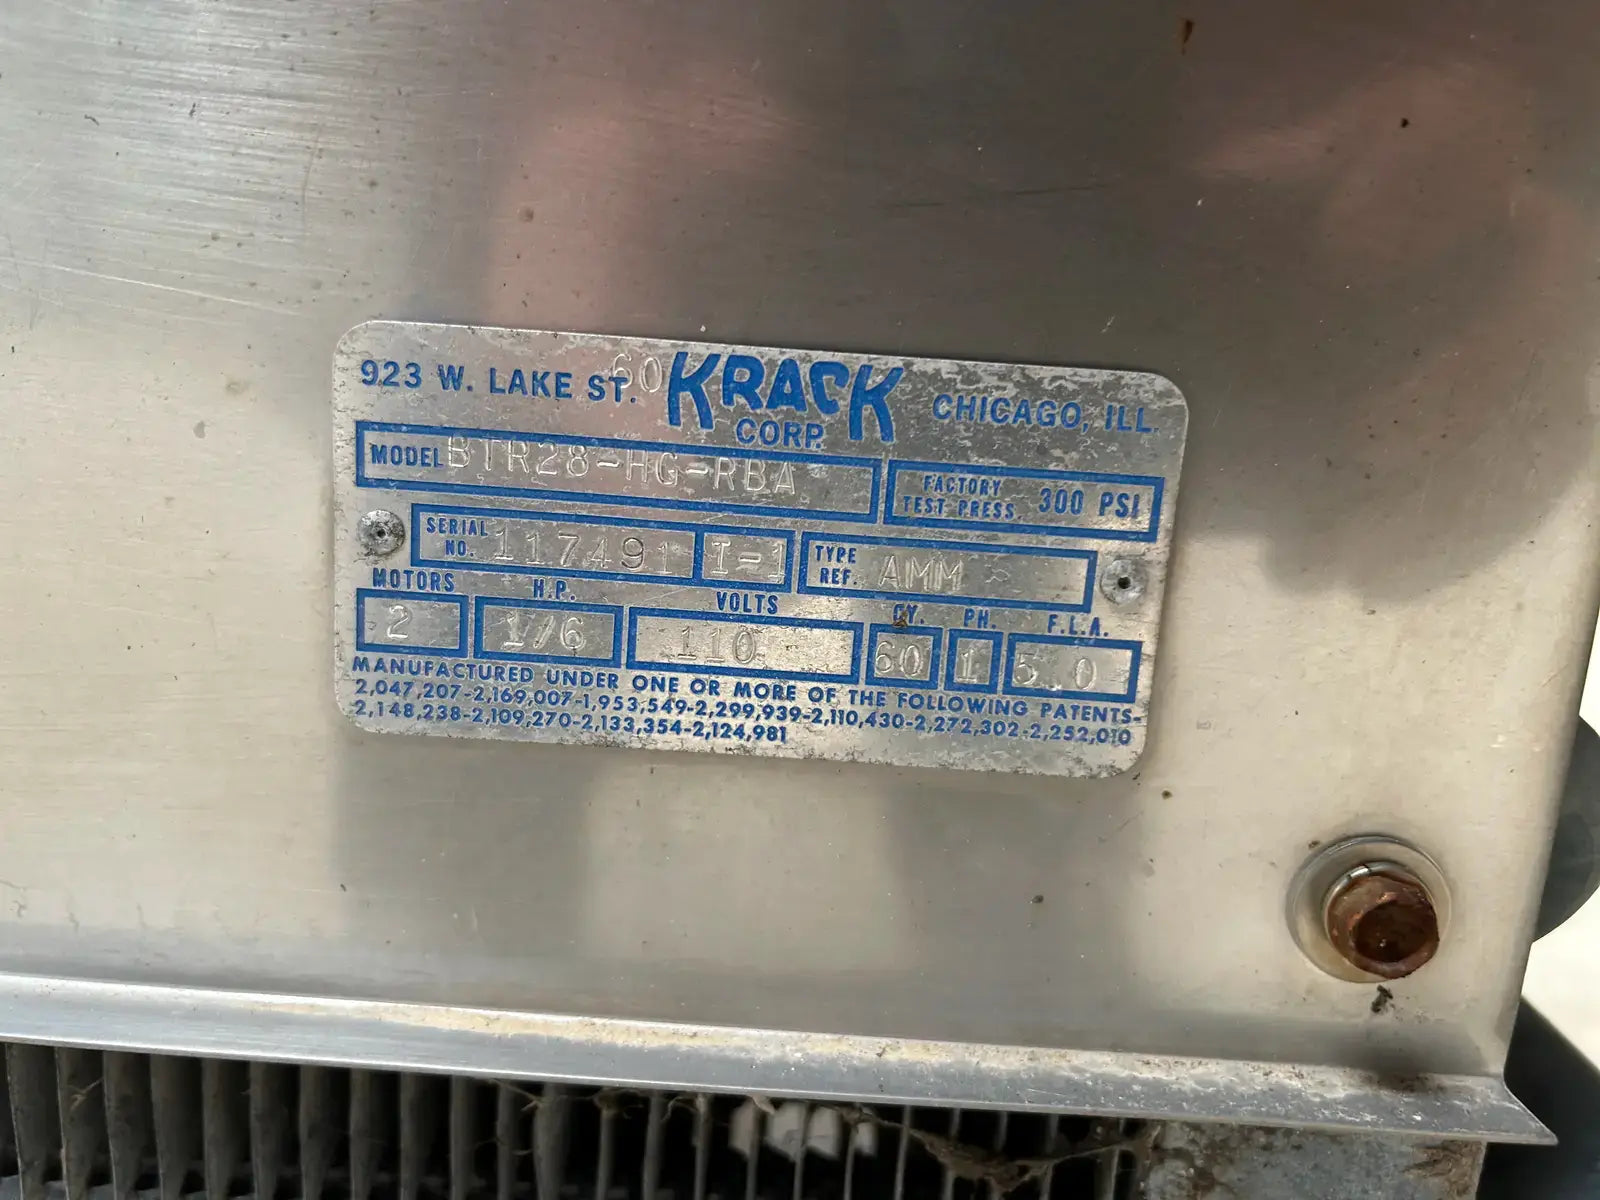 60
923 W. LAKE ST. KRACK CORP. CHICAGO, ILL.
MODEL BTR28-HG-RBA FACTORY TEST PRESS. 300 PSI
SERIAL NO. 117491 I-1 TYPE REF. AMM
MOTORS H.P. VOLTS CY. PH. F.L.A.
2 1/6 110 60 1 5.0
MANUFACTURED UNDER ONE OR MORE OF THE FOLLOWING PATENTS-
2,047,207-2,169,007-1,953,549-2,299,939-2,110,430-2,272,302-2,252,010
-2,148,238-2,109,270-2,133,354-2,124,981